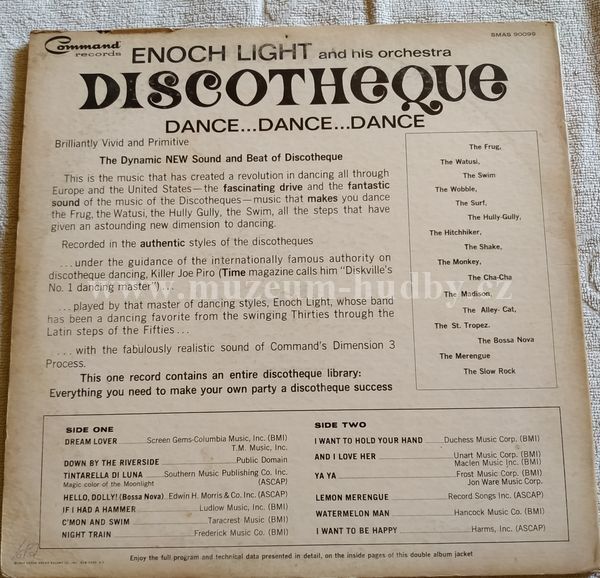 Command
records
SMAS 90099
ENOCH LIGHT and his orchestra
DISCOTHEQUE
DANCE...DANCE...DANCE
Brilliantly Vivid and Primitive
The Dynamic NEW Sound and Beat of Discotheque
This is the music that has created a revolution in dancing all through
Europe and the United States—the fascinating drive and the fantastic
sound of the music of the Discotheques—music that makes you dance
the Frug, the Watusi, the Hully Gully, the Swim, all the steps that have
given an astounding new dimension to dancing.
Recorded in the authentic styles of the discotheques
...under the guidance of the internationally famous authority on
discotheque dancing, Killer Joe Piro (Time magazine calls him "Diskville's
No. 1 dancing master")...
...played by that master of dancing styles, Enoch Light, whose band
has been a dancing favorite from the swinging Thirties through the
Latin steps of the Fifties...
...with the fabulously realistic sound of Command's Dimension 3
Process.
This one record contains an entire discotheque library:
Everything you need to make your own party a discotheque success
The Frug,
The Watusi,
The Swim
The Wobble,
The Surf,
The Hully-Gully,
The Hitchhiker,
The Shake,
The Monkey,
The Cha-Cha
The Madison,
The Alley-Cat,
The St. Tropez.
The Bossa Nova
The Merengue
The Slow Rock
www.muzeum-hudby.cz
SIDE ONE
DREAM LOVER Screen Gems-Columbia Music, Inc. (BMI)
T.M. Music, Inc.
DOWN BY THE RIVERSIDE Public Domain
TINTARELLA DI LUNA Southern Music Publishing Co. Inc.
Magic color of the Moonlight (ASCAP)
HELLO, DOLLY! (Bossa Nova) Edwin H. Morris & Co. Inc. (ASCAP)
IF I HAD A HAMMER Ludlow Music, Inc. (BMI)
C'MON AND SWIM Taracrest Music (BMI)
NIGHT TRAIN Frederick Music C. (BMI)
SIDE TWO
I WANT TO HOLD YOUR HAND Duchess Music Corp. (BMI)
AND I LOVE HER Unart Music Corp. (BMI)
Maclen Music Inc. (BMI)
YA YA Frost Music Corp. (BMI)
Jon Ware Music Corp.
LEMON MERENGUE Record Songs Inc. (ASCAP)
WATERMELON MAN Hancock Music Co. (BMI)
I WANT TO BE HAPPY Harms, Inc. (ASCAP)
Enjoy the full program and technical data presented in detail, on the inside pages of this double album jacket